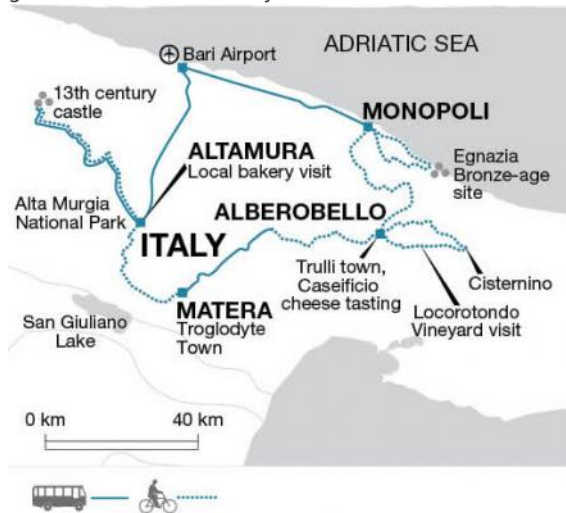 ADRIATIC SEA
Bari Airport
13th century
castle
MONOPOLI
ALTAMURA
Local bakery visit
Egnazia
Bronze-age
site
Alta Murgia
National Park
ALBEROBELLO
ITALY
Trulli town,
Caseificio
cheese tasting
Cisternino
MATERA
Troglodyte
Town
Locorotondo
Vineyard visit
San Giuliano
Lake
0 km
40 km